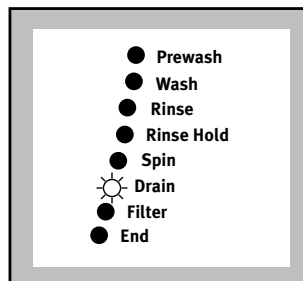 Prewash
Wash
Rinse
Rinse Hold
Spin
Drain
Filter
End